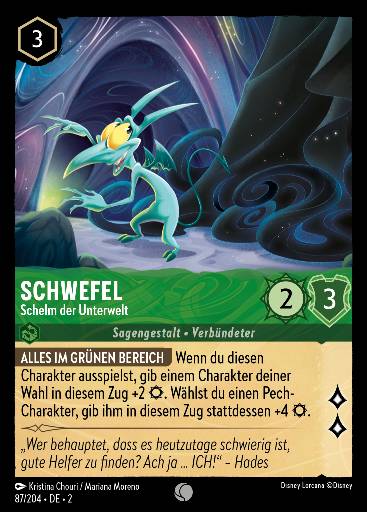 3
SCHWEFEL
Schelm der Unterwelt
2
3
Sagengestalt • Verbündeter
ALLES IM GRÜNEN BEREICH Wenn du diesen
Charakter ausspielst, gib einem Charakter deiner
Wahl in diesem Zug +2 ¤. Wählst du einen Pech-
Charakter, gib ihm in diesem Zug stattdessen +4 ¤.
„Wer behauptet, dass es heutzutage schwierig ist,
gute Helfer zu finden? Ach ja ... ICH!“ - Hades
Kristina Chouri / Mariana Moreno
Disney Lorcana ©Disney
87/204 • DE • 2